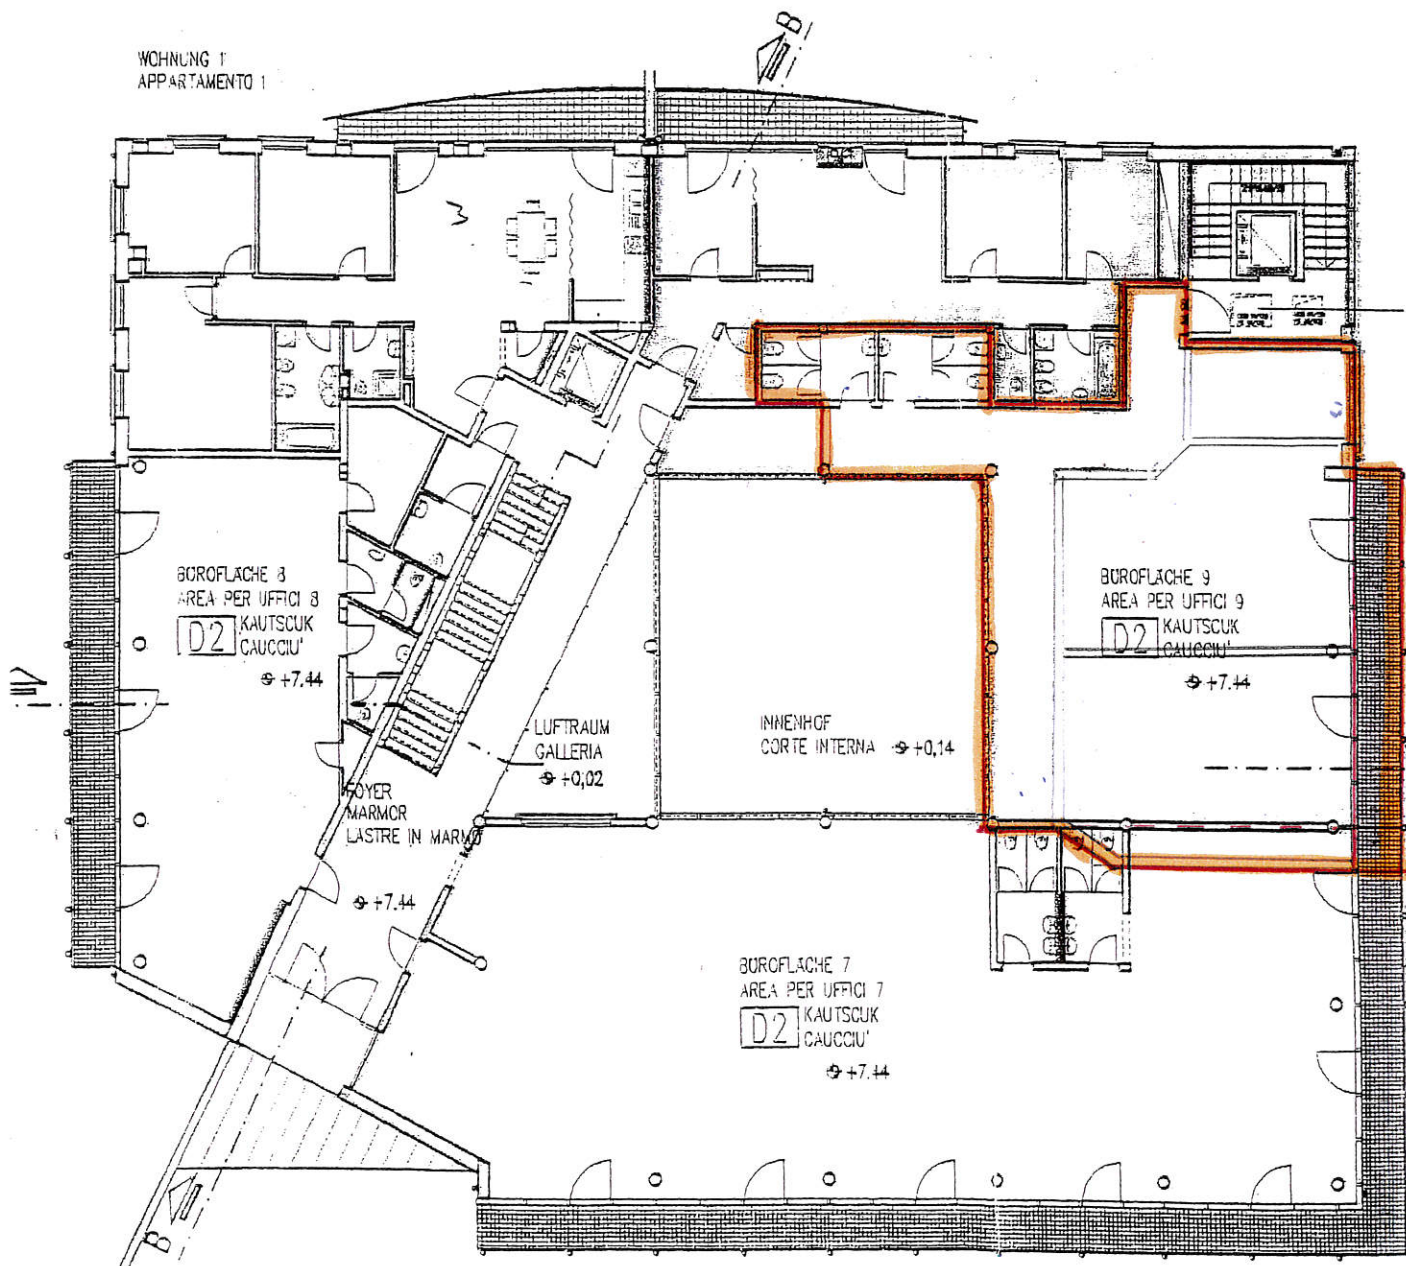 B
WOHNUNG 1
APPARTAMENTO 1
BÜROFLÄCHE 8
AREA PER UFFICI 8
D2 KAUTSCUK
CAUCCIU'
+7.44
BÜROFLÄCHE 9
AREA PER UFFICI 9
D2 KAUTSCUK
CAUCCIU'
+7.44
LUFTRAUM
GALLERIA
+0,02
INNENHOF
CORTE INTERNA +0,14
FOYER
MARMOR
LASTRE IN MARMO
+7.44
BÜROFLÄCHE 7
AREA PER UFFICI 7
D2 KAUTSCUK
CAUCCIU'
+7.44
B